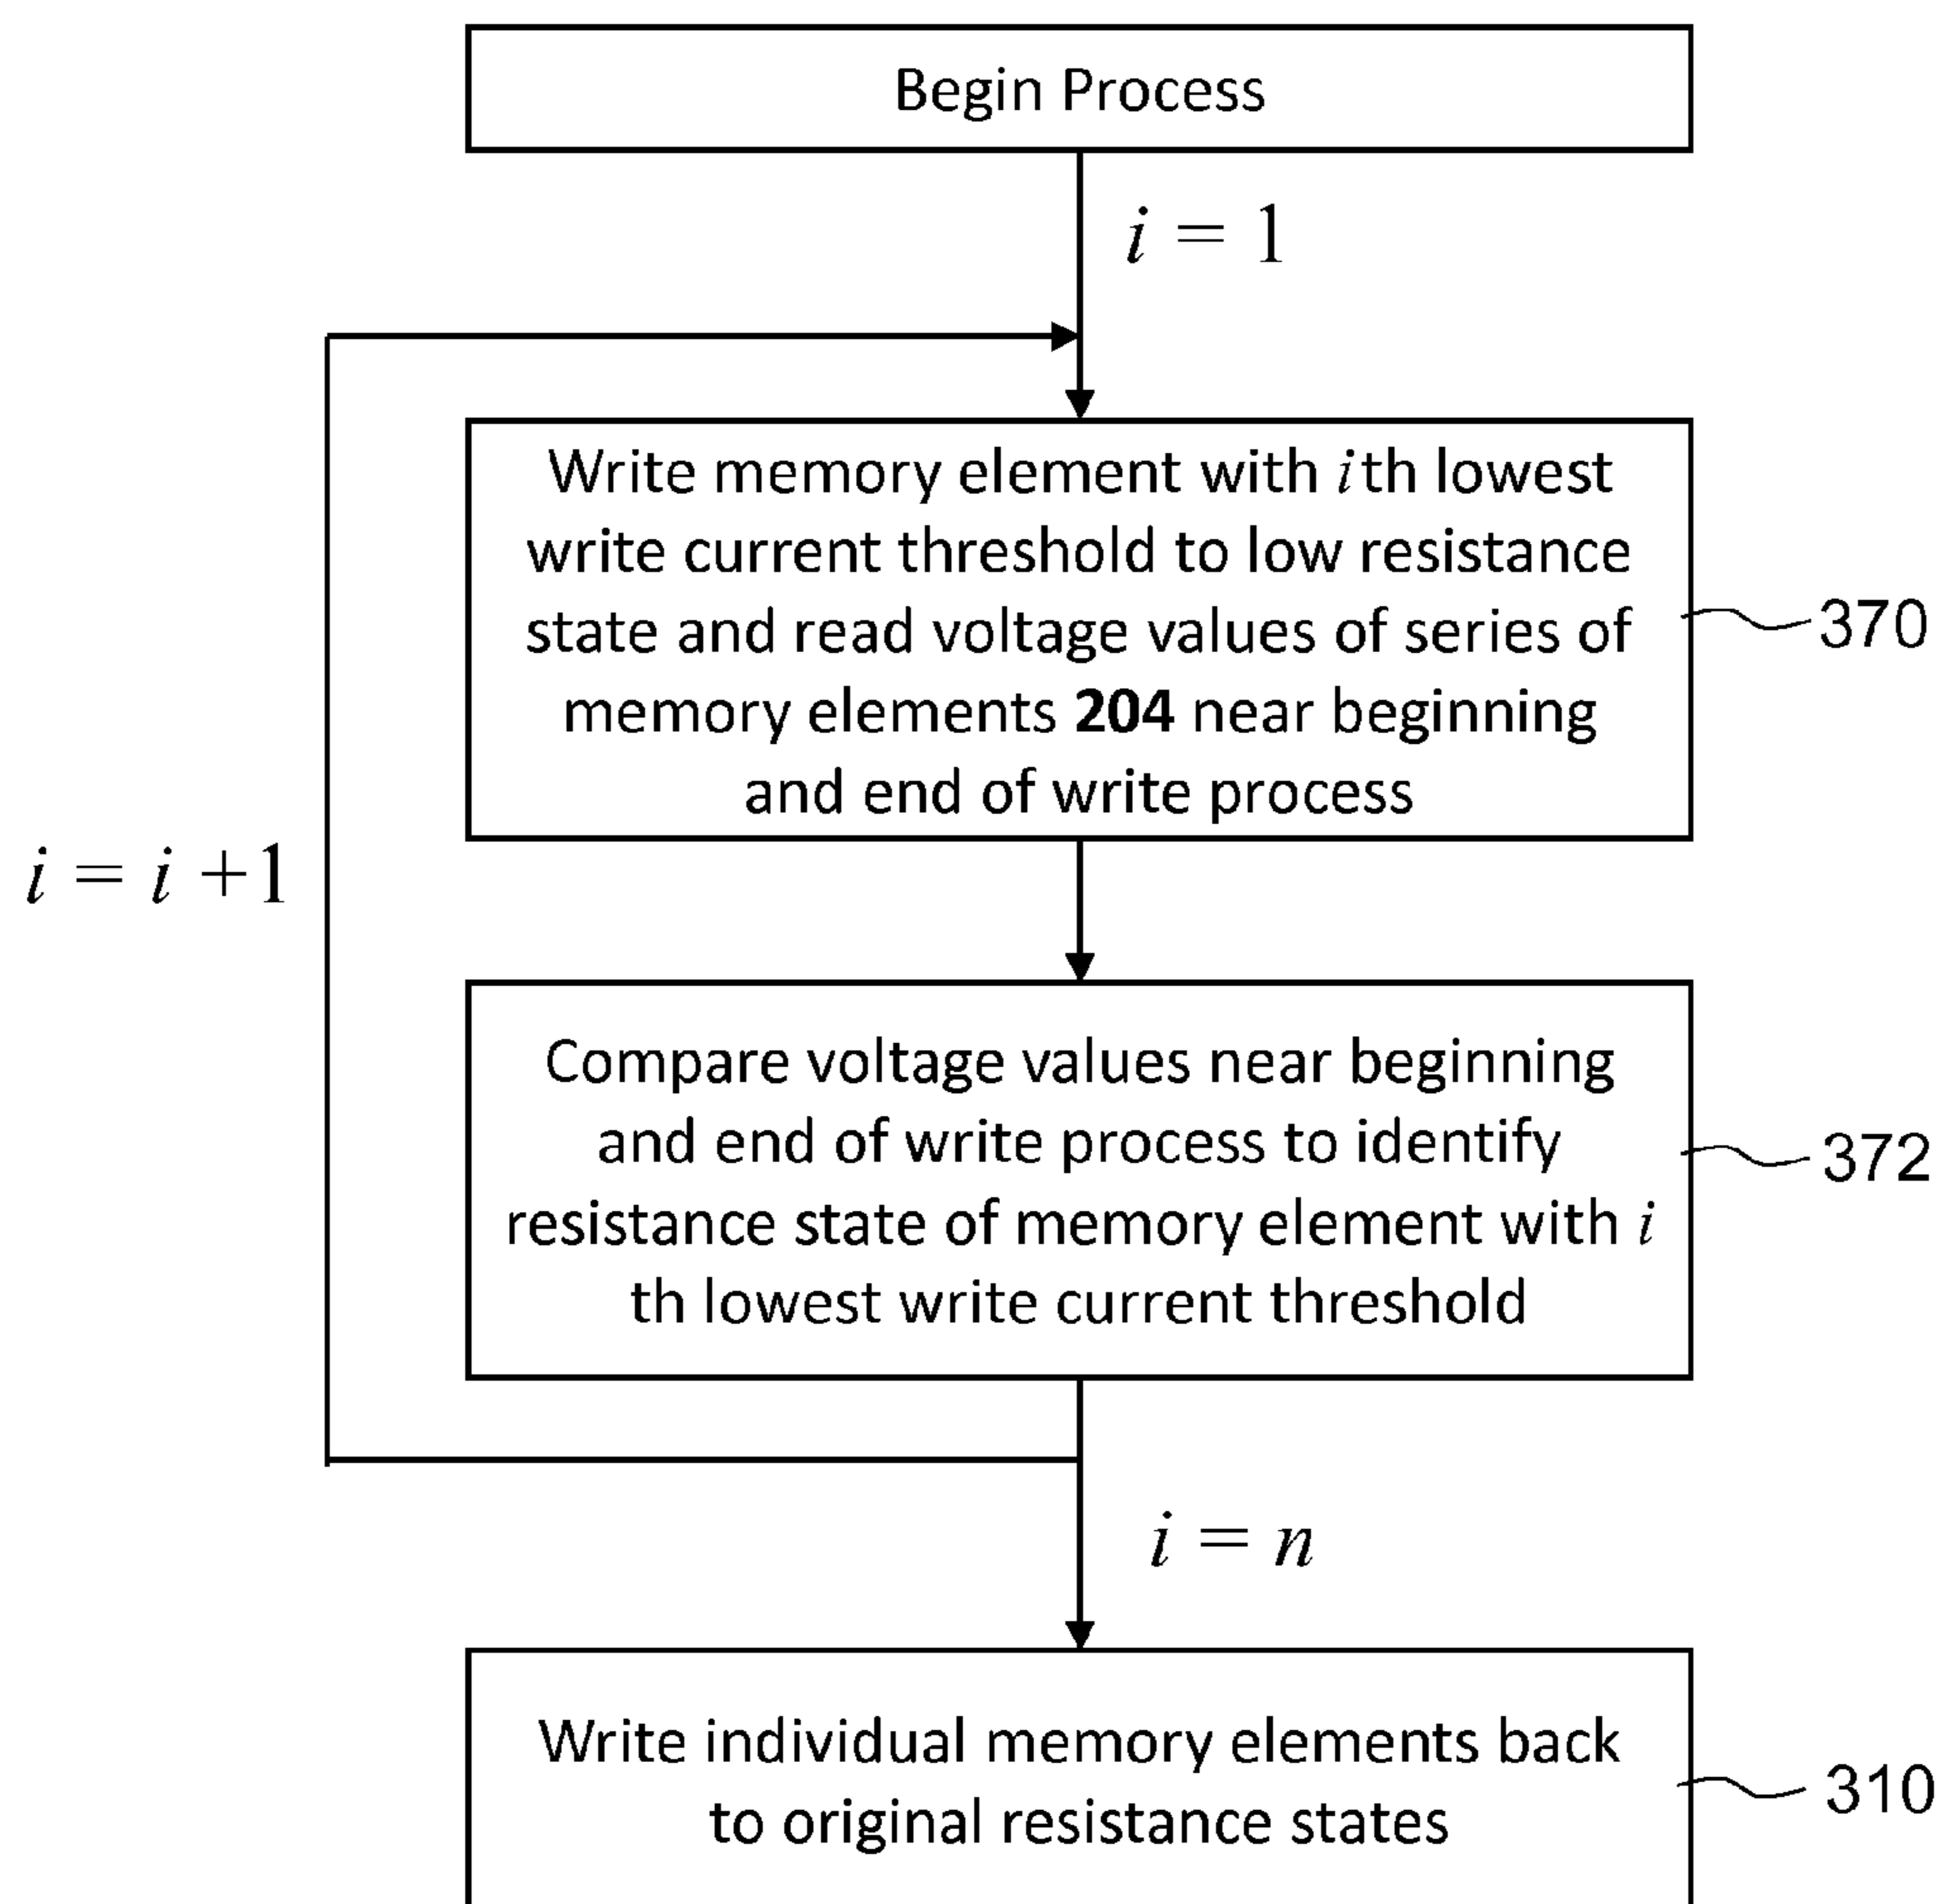 Begin Process
i = 1
Write memory element with i th lowest
write current threshold to low resistance
state and read voltage values of series of
memory elements 204 near beginning
and end of write process
370
i = i +1
Compare voltage values near beginning
and end of write process to identify
resistance state of memory element with i
th lowest write current threshold
372
i = n
Write individual memory elements back
to original resistance states
310